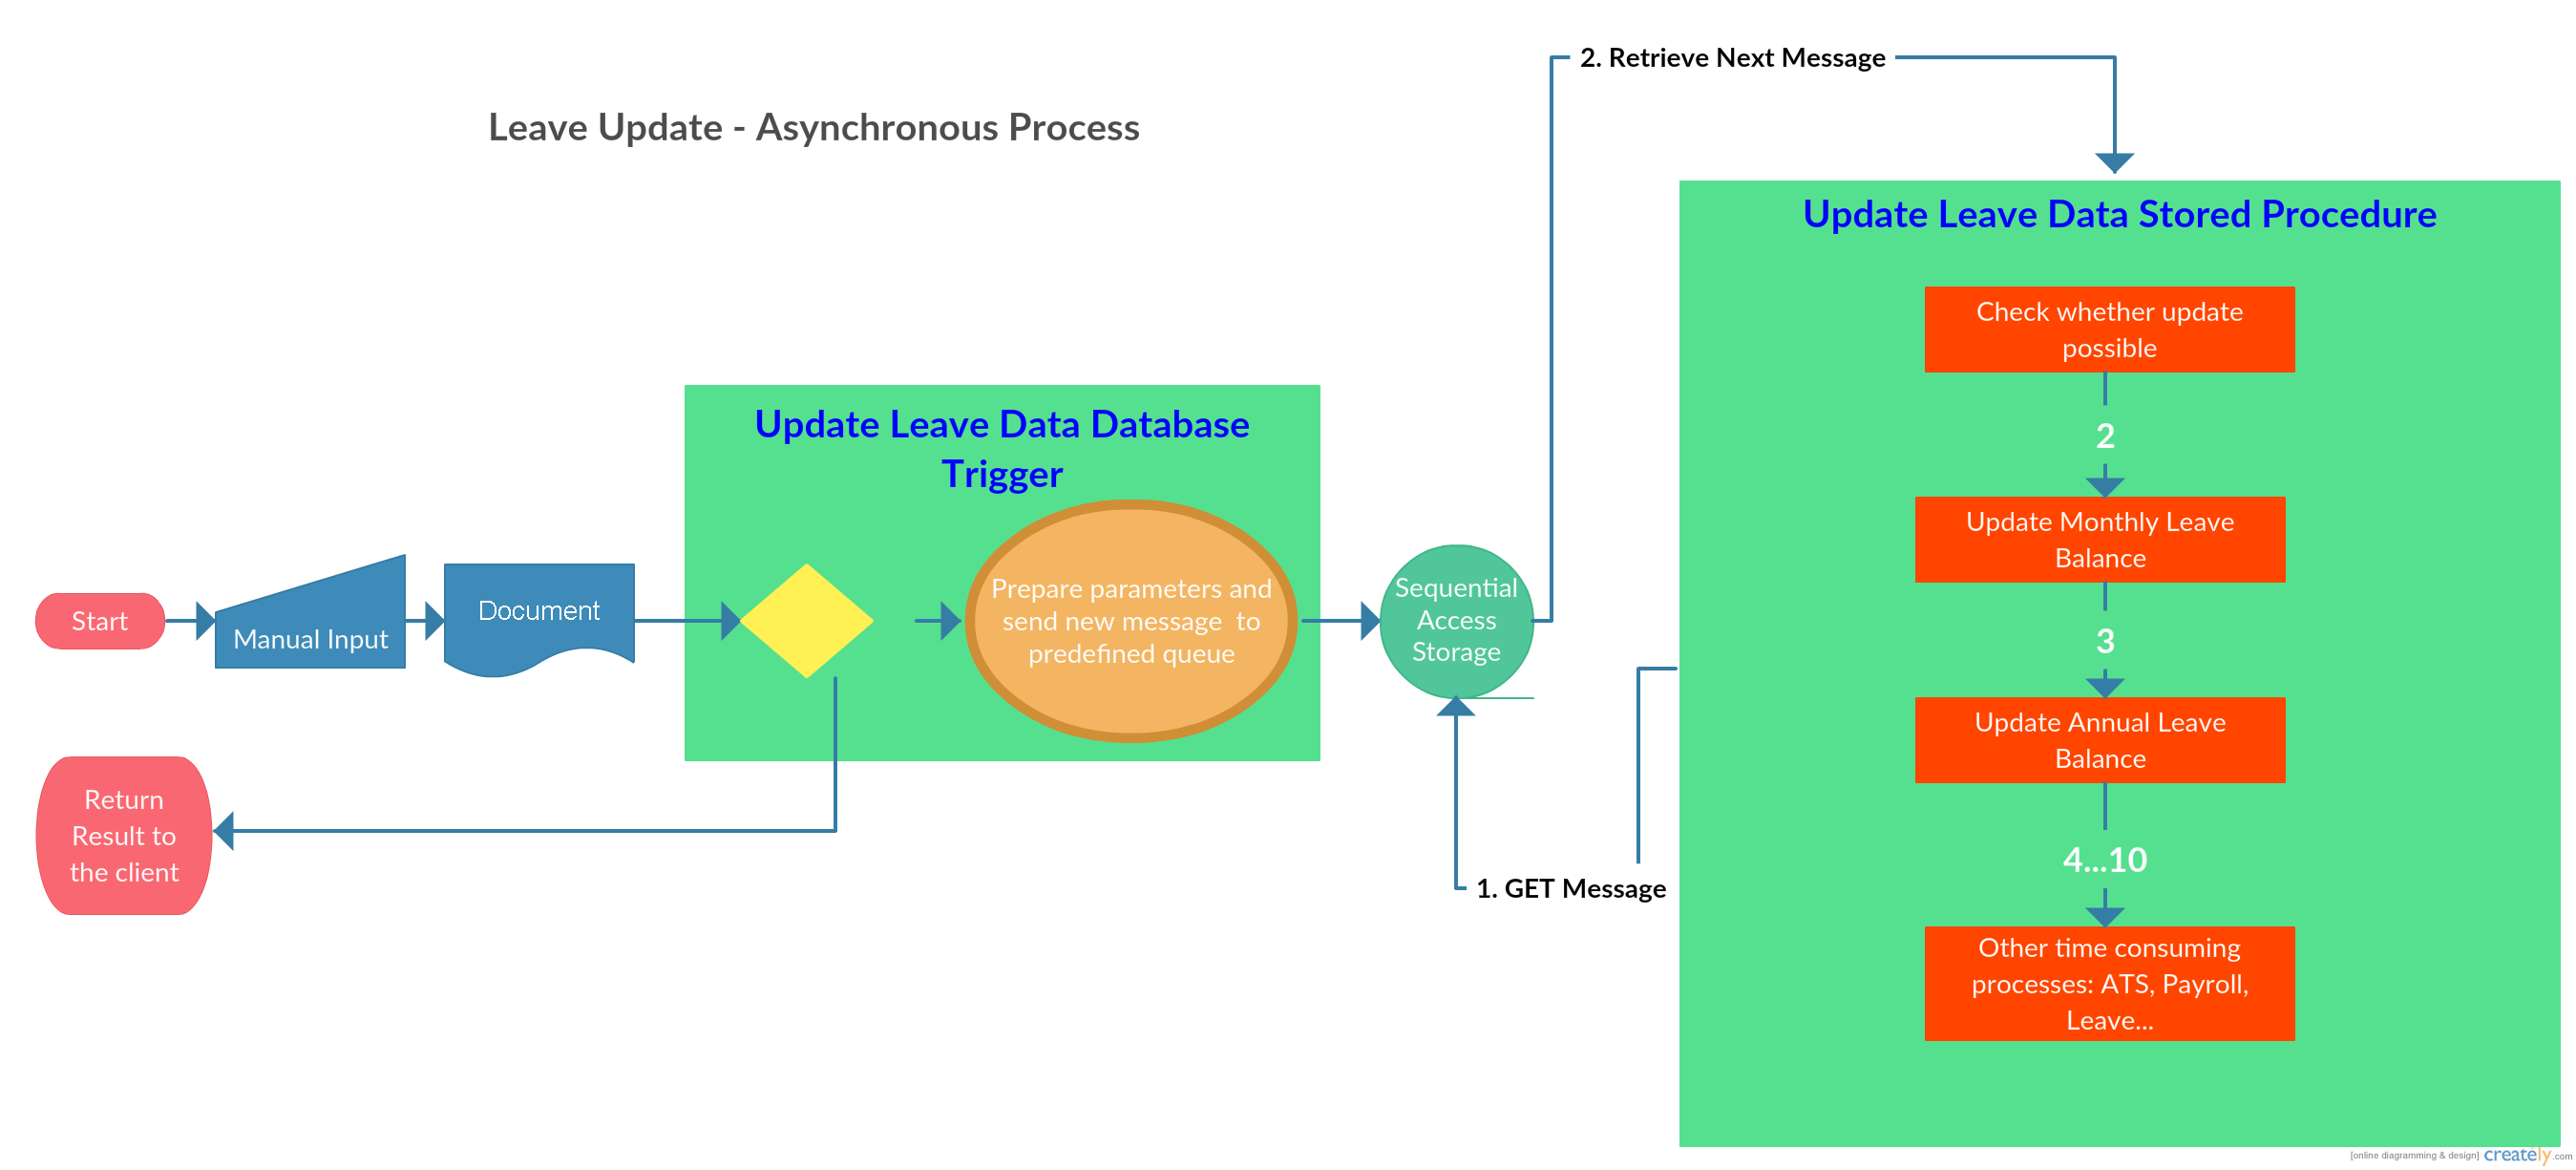 2. Retrieve Next Message
Leave Update - Asynchronous Process
Update Leave Data Stored Procedure
Check whether update
possible
2
Update Monthly Leave
Balance
3
Update Annual Leave
Balance
4...10
Other time consuming
processes: ATS, Payroll,
Leave...
Update Leave Data Database
Trigger
Start
Manual Input
Document
Prepare parameters and
send new message  to
predefined queue
Sequential
Access
Storage
1. GET Message
Return
Result to
the client
[online diagramming & design] creately.com